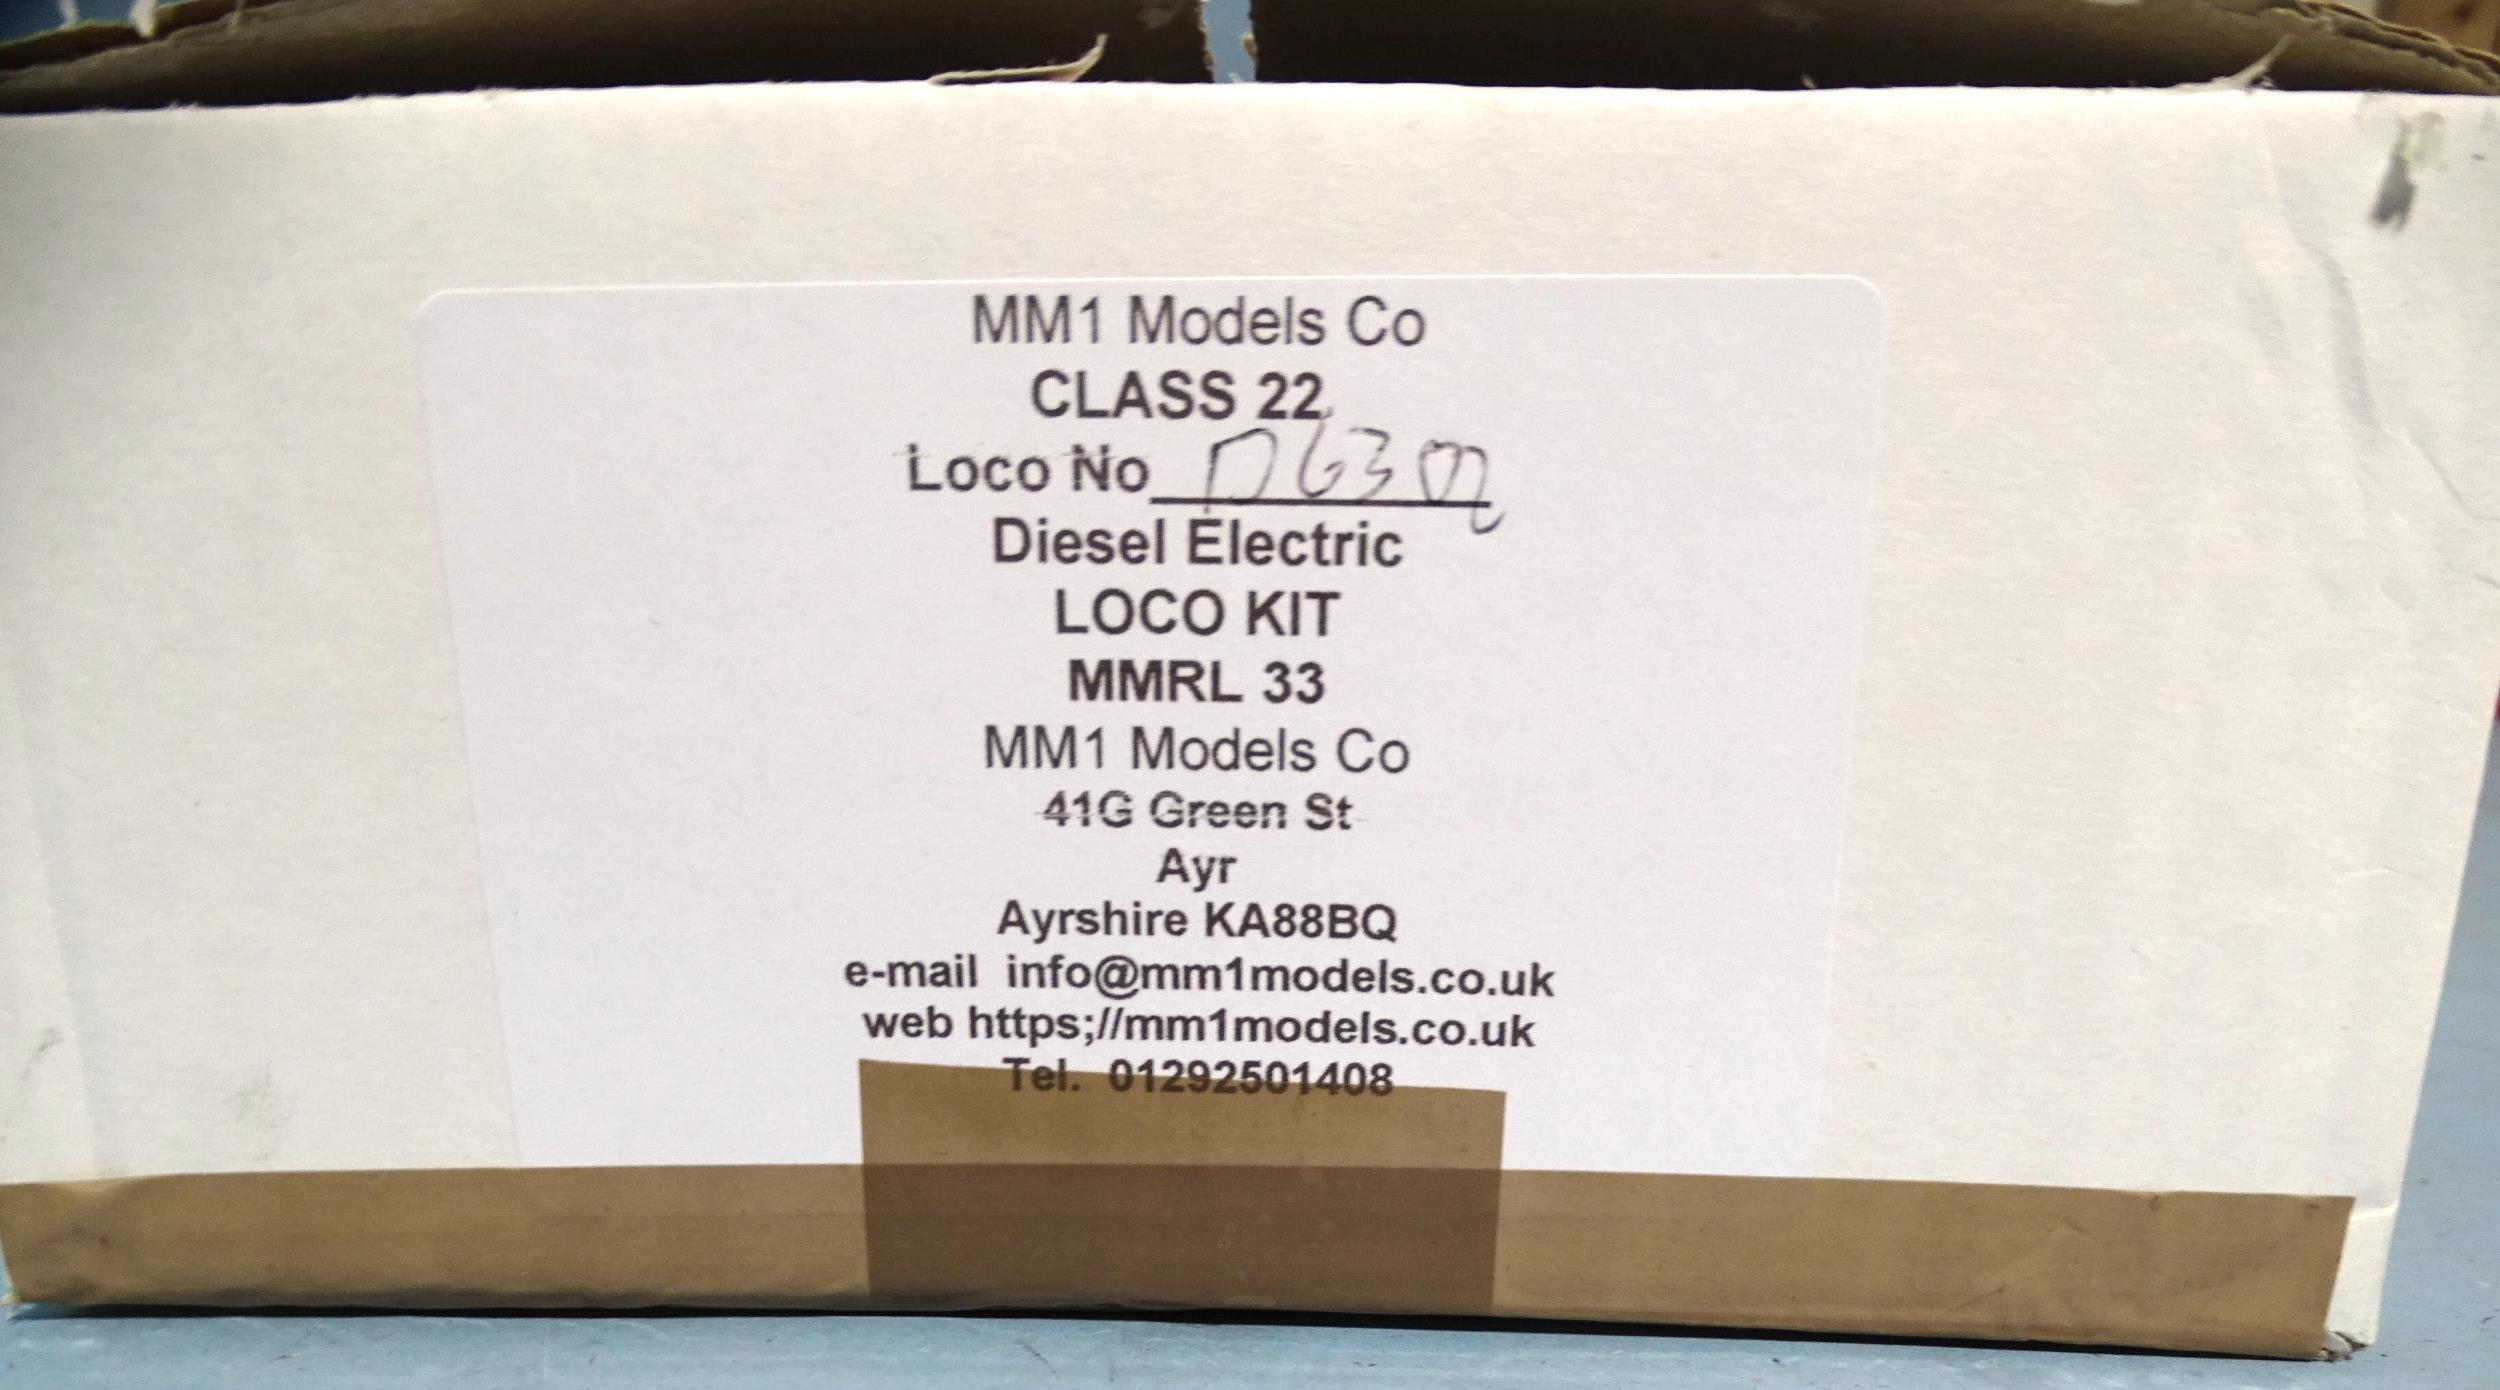 MM1 Models Co
CLASS 22
Loco No
Diesel Electric
LOCO KIT
MMRL 33
MM1 Models Co
41G Green St
Ayr
Ayrshire KA88BQ
e-mail info@mm1models.co.uk
web https;//mm1models.co.uk
Tel. 01292501408